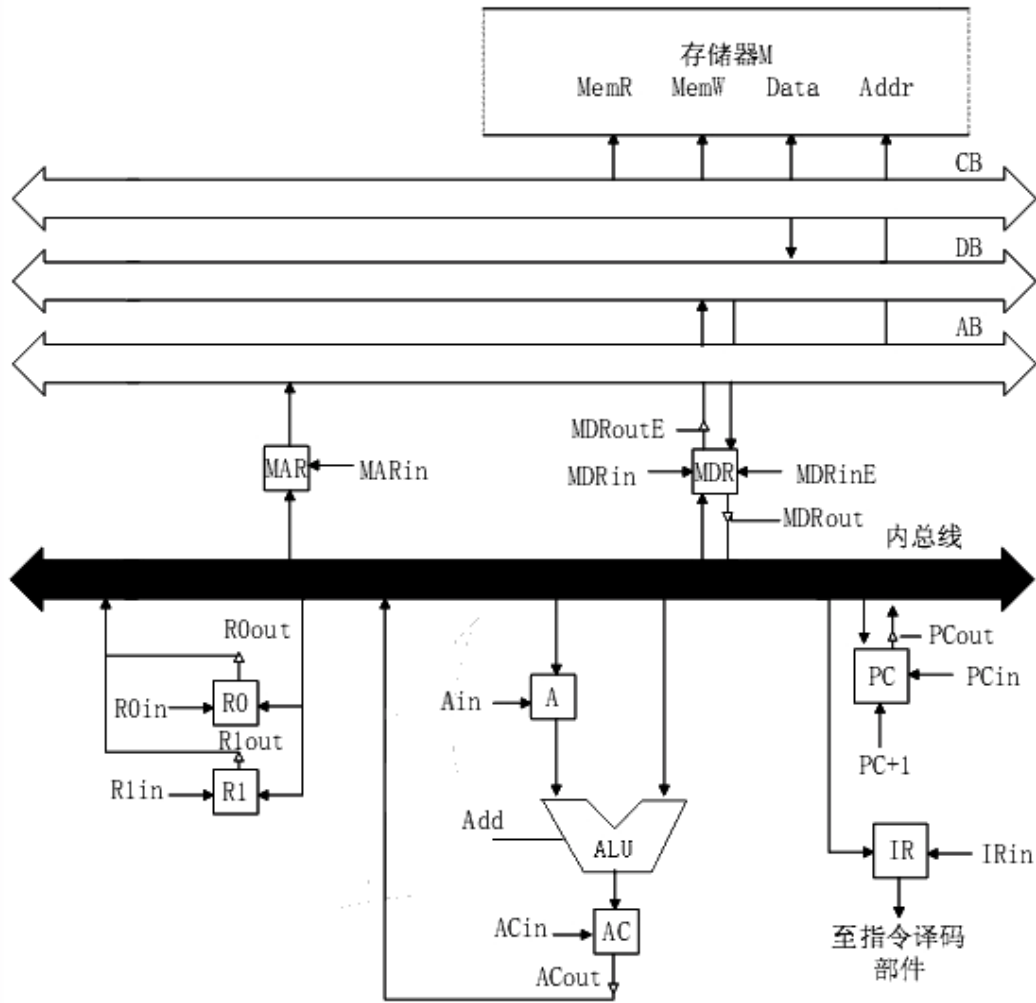 存储器M
MemR MemW Data Addr
CB
DB
AB
MDRoutE
MAR
MARin
MDRin
MDR
MDRinE
MDRout
内总线
R0out
PCout
R0in
R0
Ain
A
PC
PCin
R1out
R1in
R1
PC+1
Add
ALU
IR
IRin
ACin
AC
ACout
至指令译码
部件